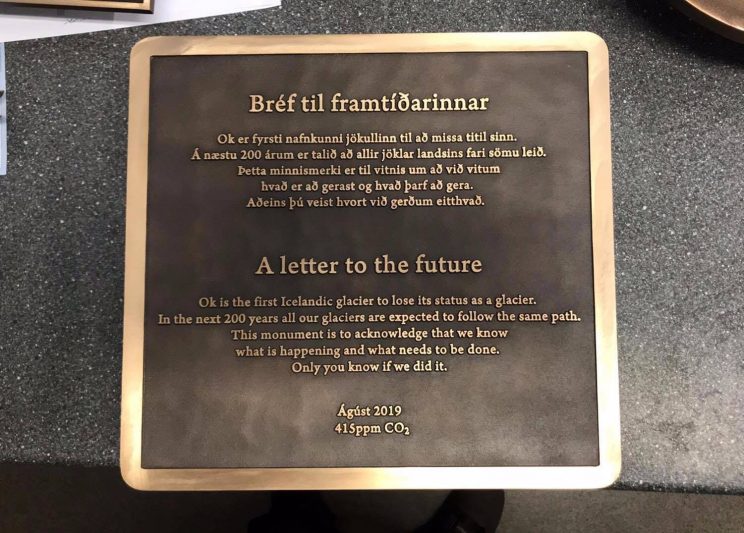 Bréf til framtíðarinnar
Ok er fyrsti nafnkunni jökullinn til að missa titil sinn.
Á næstu 200 árum er talið að allir jöklar landsins fari sömu leið.
Þetta minnismerki er til vitnis um að við vitum
hvað er að gerast og hvað þarf að gera.
Aðeins þú veist hvort við gerðum eitthvað.
A letter to the future
Ok is the first Icelandic glacier to lose its status as a glacier.
In the next 200 years all our glaciers are expected to follow the same path.
This monument is to acknowledge that we know
what is happening and what needs to be done.
Only you know if we did it.
Ágúst 2019
415ppm CO₂